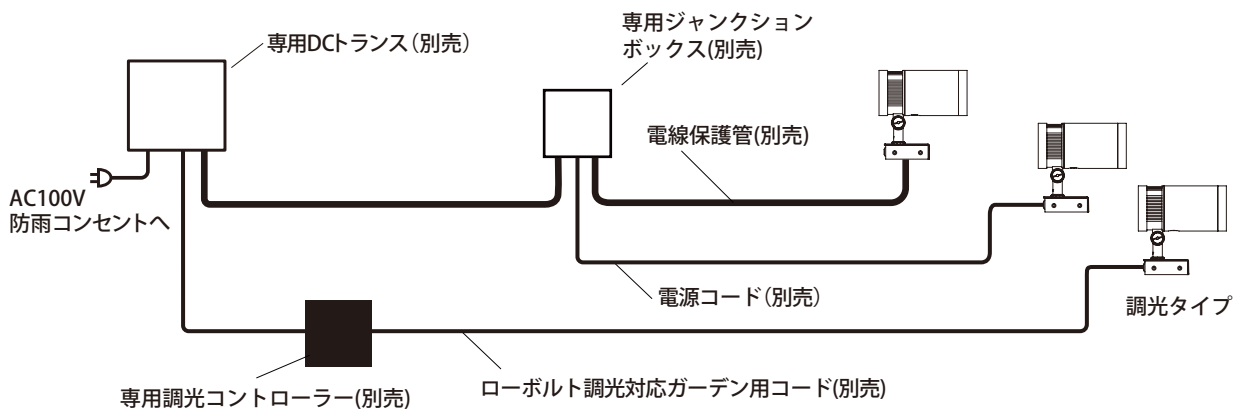 専用DCトランス（別売）
専用ジャンクション
ボックス(別売)
電線保護管(別売)
AC100V
防雨コンセントへ
電源コード（別売）
調光タイプ
専用調光コントローラー(別売)
ローボルト調光対応ガーデン用コード(別売)